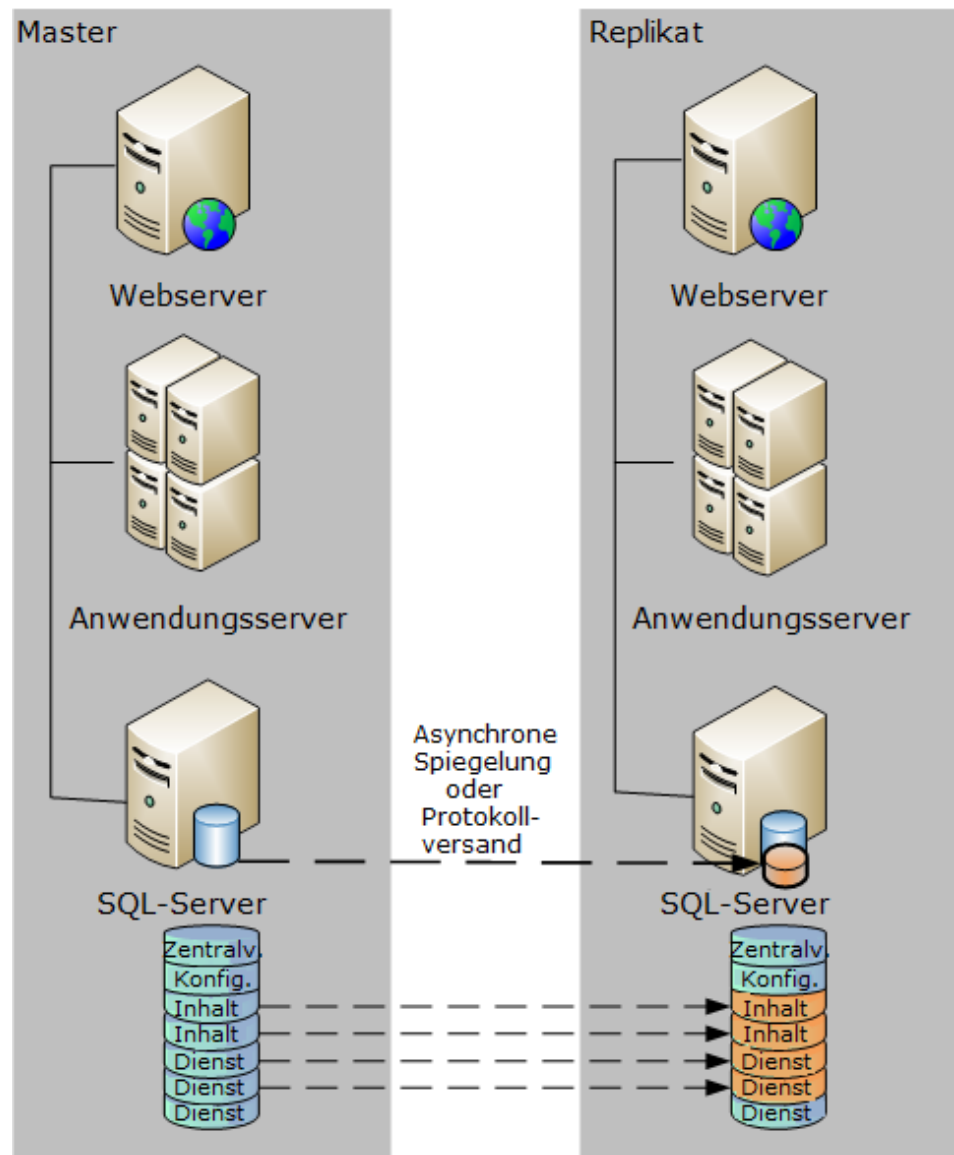 Master
Replikat
Webserver
Webserver
Anwendungsserver
Anwendungsserver
Asynchrone
Spiegelung
oder
Protokoll-
versand
SQL-Server
SQL-Server
Zentralv.
Konfig.
Inhalt
Inhalt
Dienst
Dienst
Dienst
Zentralv.
Konfig.
Inhalt
Inhalt
Dienst
Dienst
Dienst